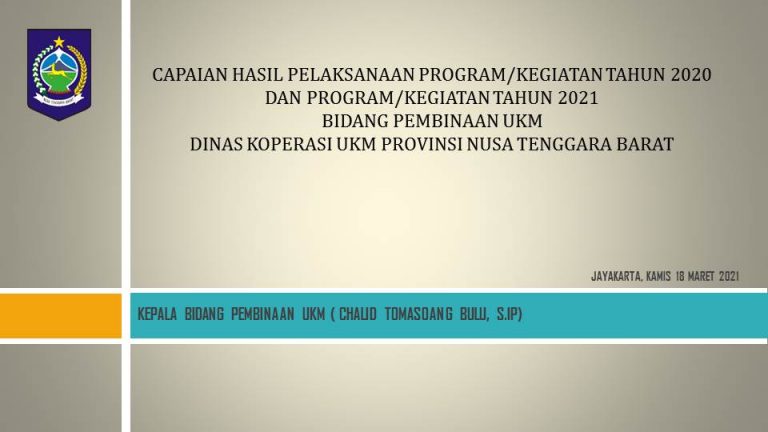 CAPAIAN HASIL PELAKSANAAN PROGRAM/KEGIATAN TAHUN 2020
DAN PROGRAM/KEGIATAN TAHUN 2021
BIDANG PEMBINAAN UKM
DINAS KOPERASI UKM PROVINSI NUSA TENGGARA BARAT
JAYAKARTA, KAMIS 18 MARET 2021
KEPALA BIDANG PEMBINAAN UKM ( CHALID TOMASOANG BULU, S.IP)